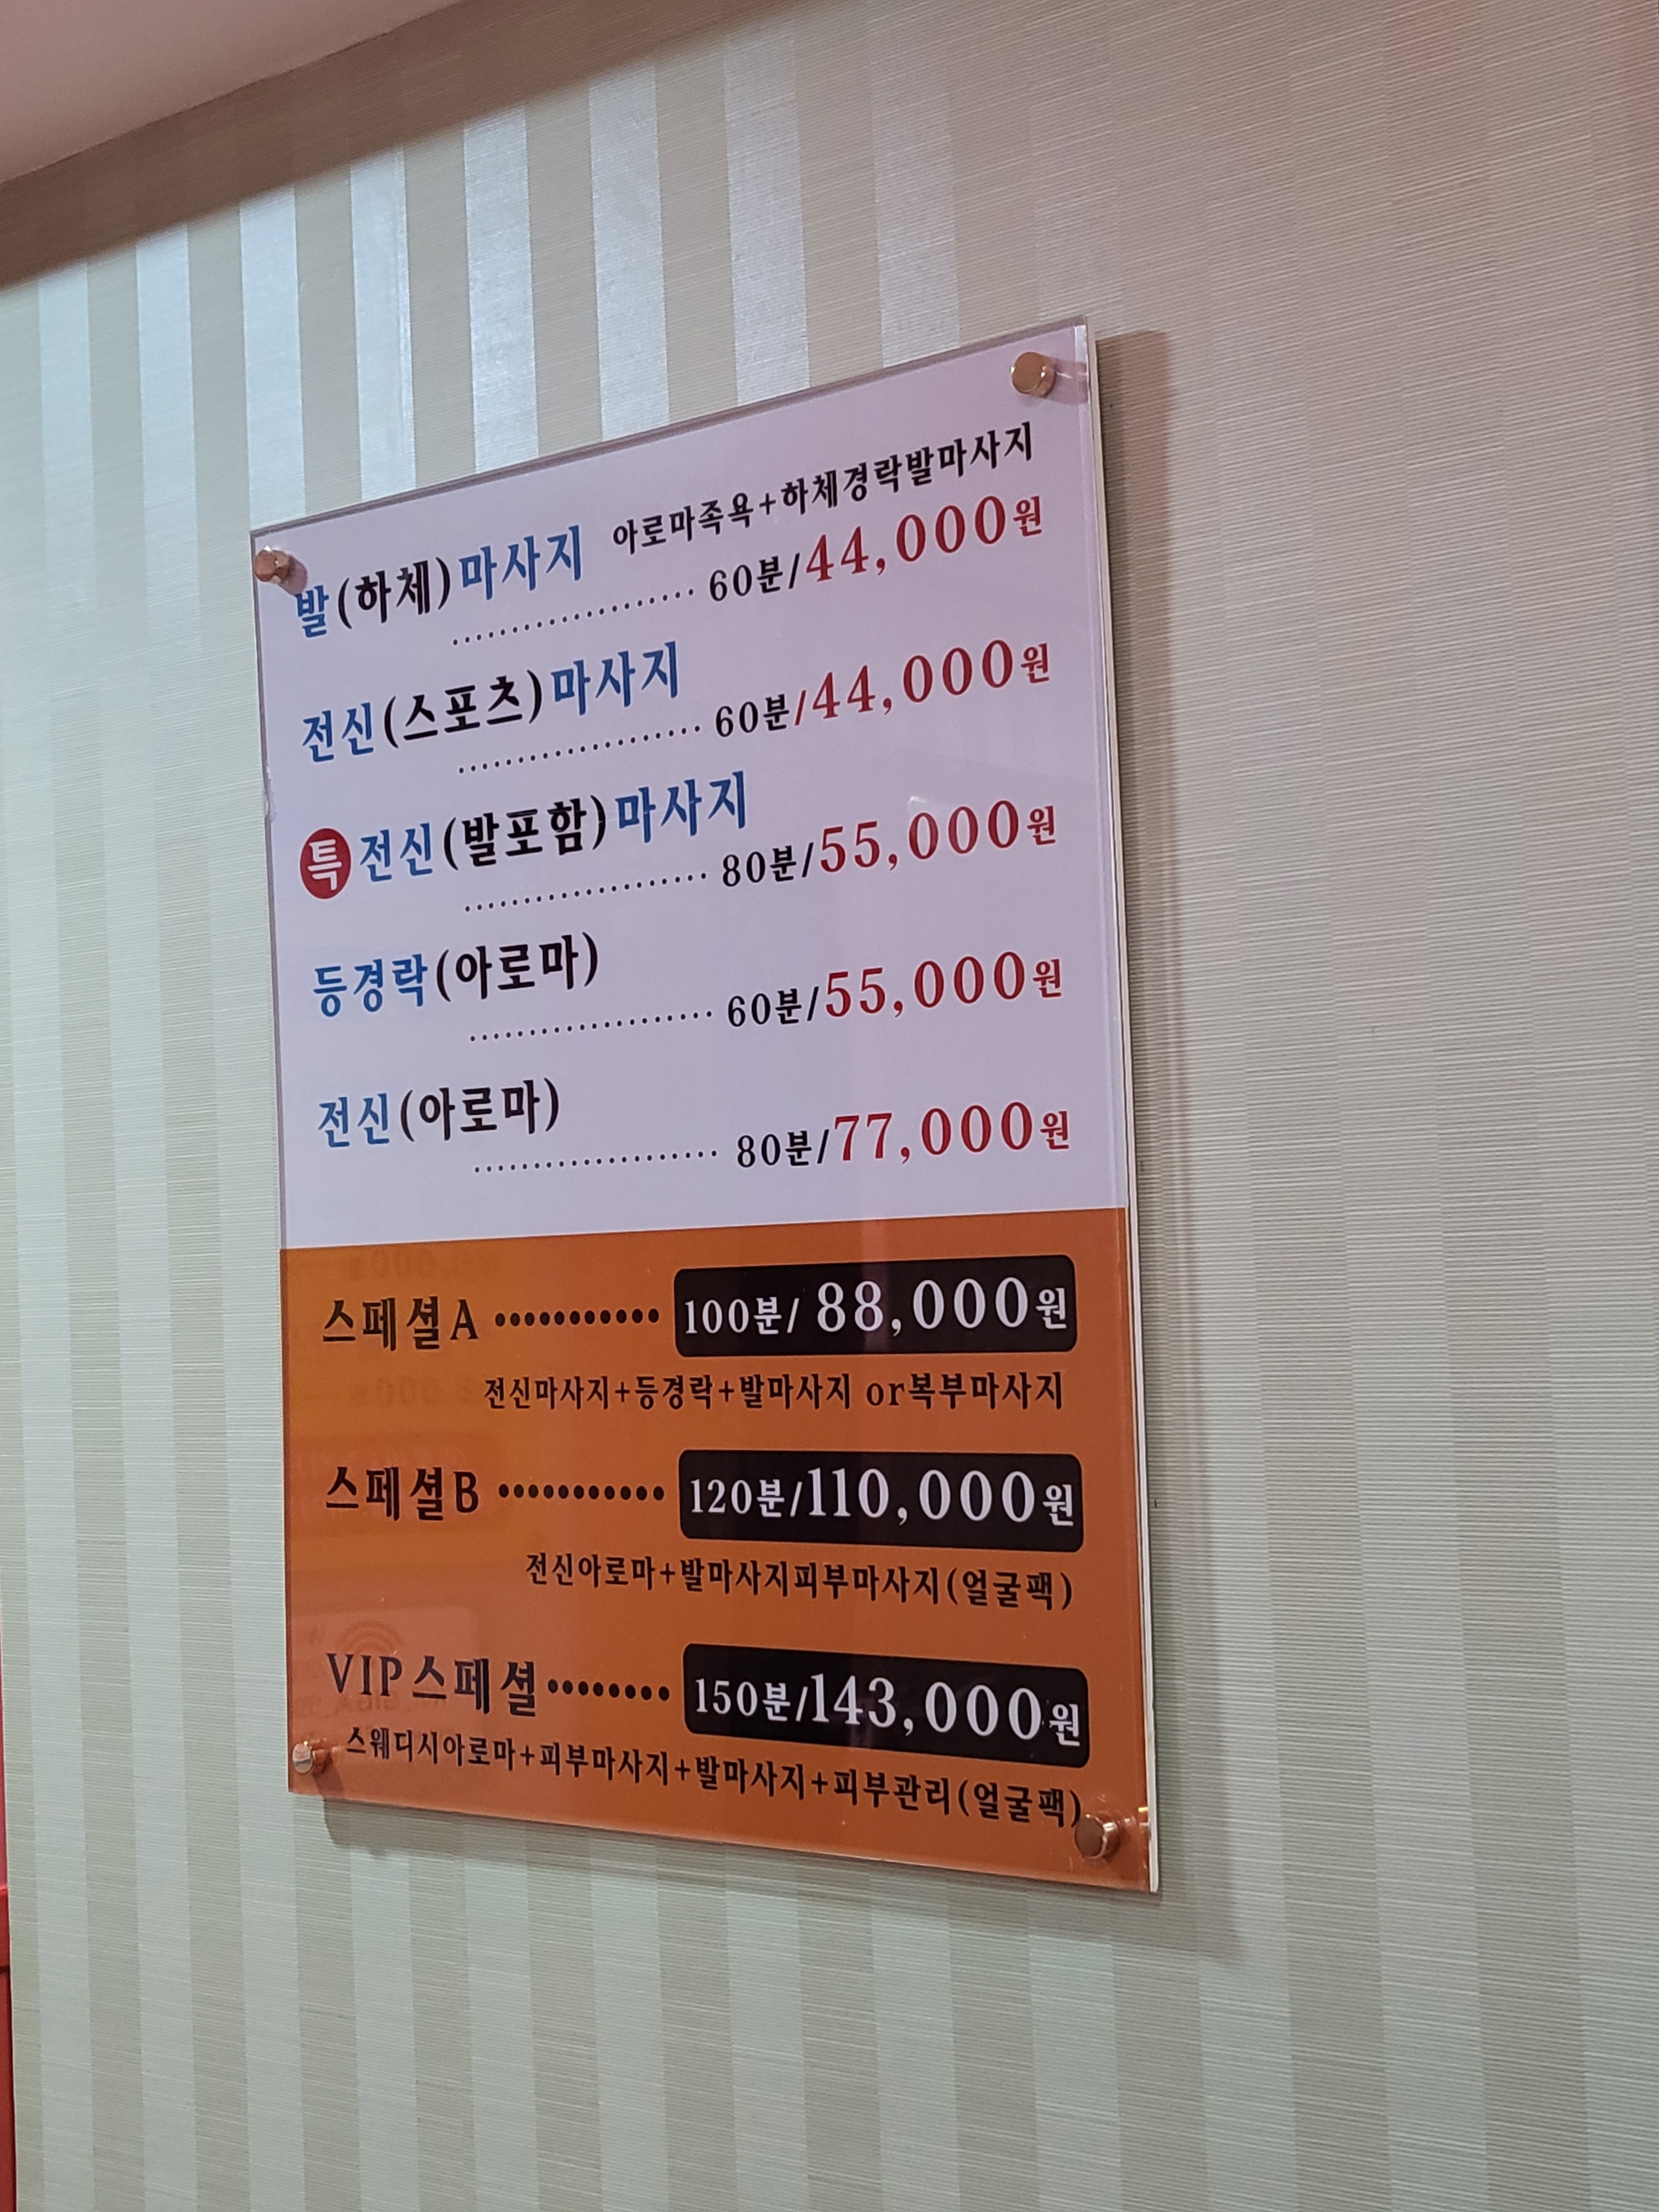 발(하체)마사지 아로마족욕+하체경락발마사지
60분/44,000원
전신(스포츠)마사지
60분/44,000원
특 전신(발포함)마사지
80분/55,000원
등경락(아로마)
60분/55,000원
전신(아로마)
80분/77,000원
스페셜A 100분/ 88,000원
전신마사지+등경락+발마사지 or복부마사지
스페셜B 120분/110,000원
전신아로마+발마사지피부마사지(얼굴팩)
VIP스페셜 150분/143,000원
스웨디시아로마+피부마사지+발마사지+피부관리(얼굴팩)